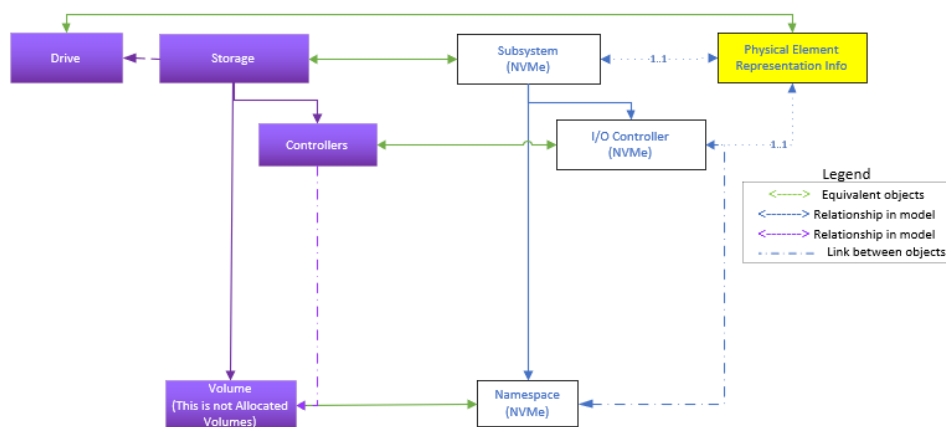 Drive
Storage
Subsystem
(NVMe)
1..1
Physical Element
Representation Info
Controllers
I/O Controller
(NVMe)
1..1
Legend
Equivalent objects
Relationship in model
Relationship in model
Link between objects
Volume
(This is not Allocated
Volumes)
Namespace
(NVMe)